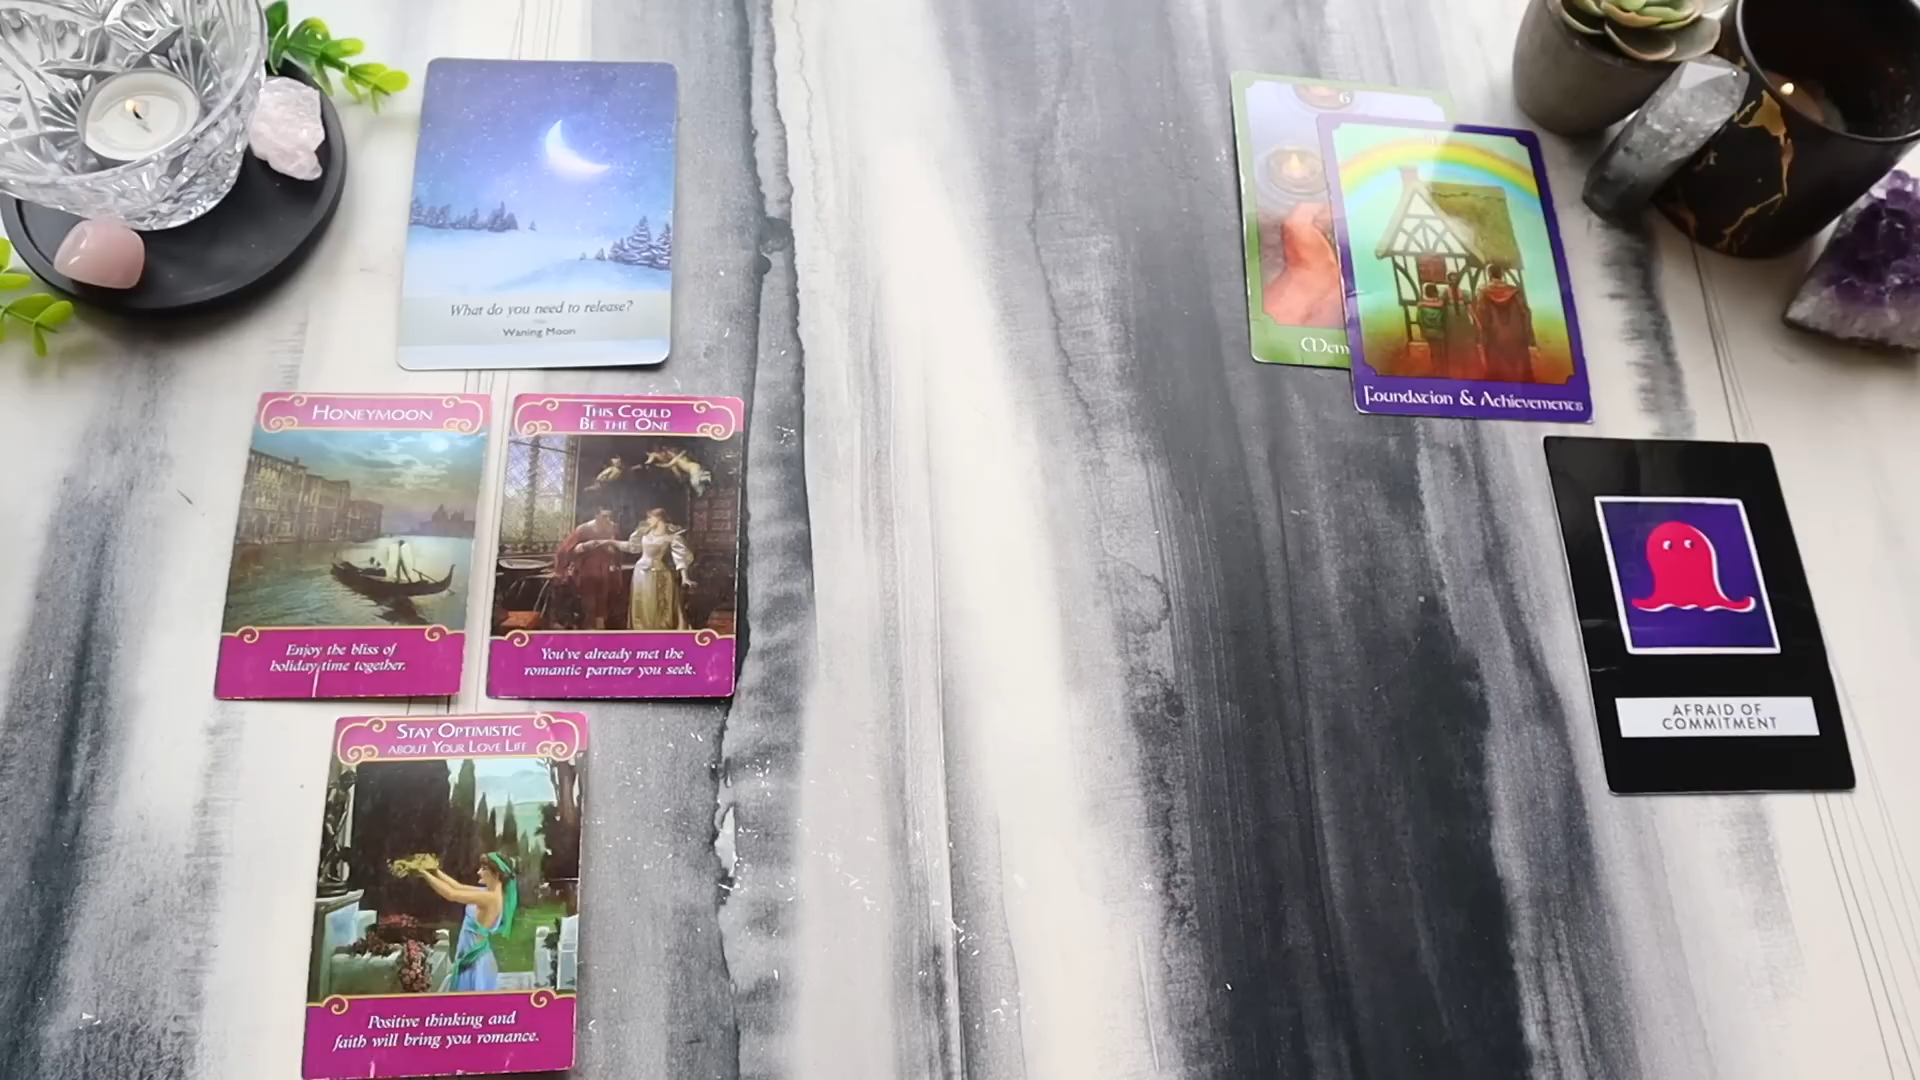 What do you need to release?
Waning Moon
HONEYMOON
Enjoy the bliss of
holiday time together.
THIS COULD
BE THE ONE
You've already met the
romantic partner you seek.
STAY OPTIMISTIC
ABOUT YOUR LOVE LIFE
Positive thinking and
faith will bring you romance.
6
Mem
Foundation & Achievements
AFRAID OF
COMMITMENT